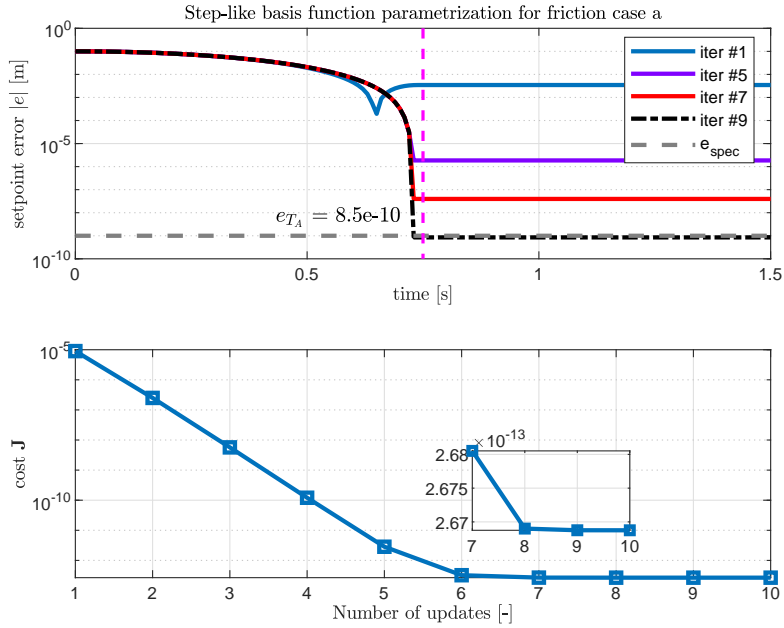 Step-like basis function parametrization for friction case a
10^0
10^-5
10^-10
setpoint error |e| [m]
iter #1
iter #5
iter #7
iter #9
e_spec
e_{T_A} = 8.5e-10
0 0.5 1 1.5
time [s]
10^-5
10^-10
cost J
× 10^-13
2.68
2.675
2.67
7 8 9 10
1 2 3 4 5 6 7 8 9 10
Number of updates [-]